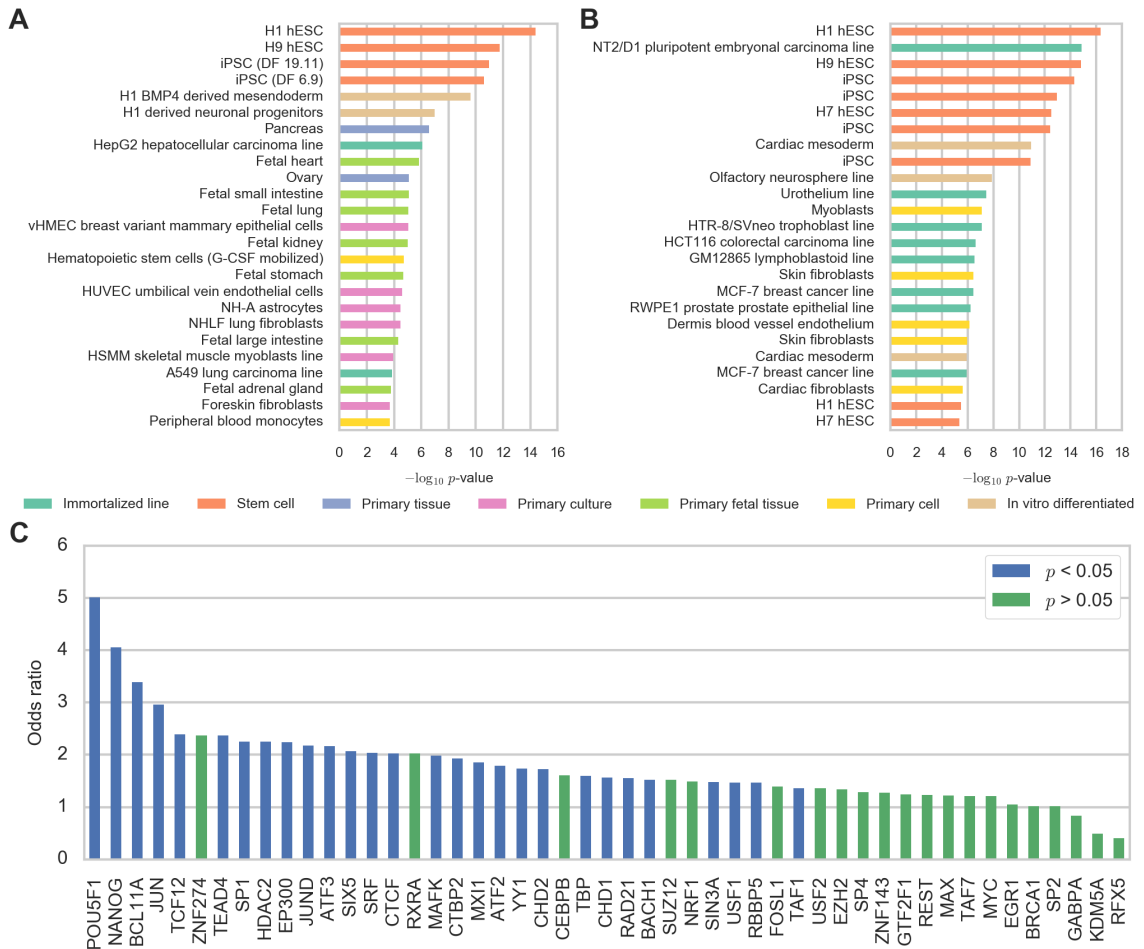 A
H1 hESC
H9 hESC
iPSC (DF 19.11)
iPSC (DF 6.9)
H1 BMP4 derived mesendoderm
H1 derived neuronal progenitors
Pancreas
HepG2 hepatocellular carcinoma line
Fetal heart
Ovary
Fetal small intestine
Fetal lung
vHMEC breast variant mammary epithelial cells
Fetal kidney
Hematopoietic stem cells (G-CSF mobilized)
Fetal stomach
HUVEC umbilical vein endothelial cells
NH-A astrocytes
NHLF lung fibroblasts
Fetal large intestine
HSMM skeletal muscle myoblasts line
A549 lung carcinoma line
Fetal adrenal gland
Foreskin fibroblasts
Peripheral blood monocytes
0 2 4 6 8 10 12 14 16
−log10 p-value
B
H1 hESC
NT2/D1 pluripotent embryonal carcinoma line
H9 hESC
iPSC
iPSC
H7 hESC
iPSC
Cardiac mesoderm
iPSC
Olfactory neurosphere line
Urothelium line
Myoblasts
HTR-8/SVneo trophoblast line
HCT116 colorectal carcinoma line
GM12865 lymphoblastoid line
Skin fibroblasts
MCF-7 breast cancer line
RWPE1 prostate prostate epithelial line
Dermis blood vessel endothelium
Skin fibroblasts
Cardiac mesoderm
MCF-7 breast cancer line
Cardiac fibroblasts
H1 hESC
H7 hESC
0 2 4 6 8 10 12 14 16 18
−log10 p-value
Immortalized line Stem cell Primary tissue Primary culture Primary fetal tissue Primary cell In vitro differentiated
C
6
5
4
3
2
1
0
Odds ratio
p < 0.05
p > 0.05
POU5F1
NANOG
BCL11A
JUN
TCF12
ZNF274
TEAD4
SP1
HDAC2
EP300
JUND
ATF3
SIX5
SRF
CTCF
RXRA
MAFK
CTBP2
MXI1
ATF2
YY1
CHD2
CEBPB
TBP
CHD1
RAD21
BACH1
SUZ12
NRF1
SIN3A
USF1
RBBP5
FOSL1
TAF1
USF2
EZH2
SP4
ZNF143
GTF2F1
REST
MAX
TAF7
MYC
EGR1
BRCA1
SP2
GABPA
KDM5A
RFX5